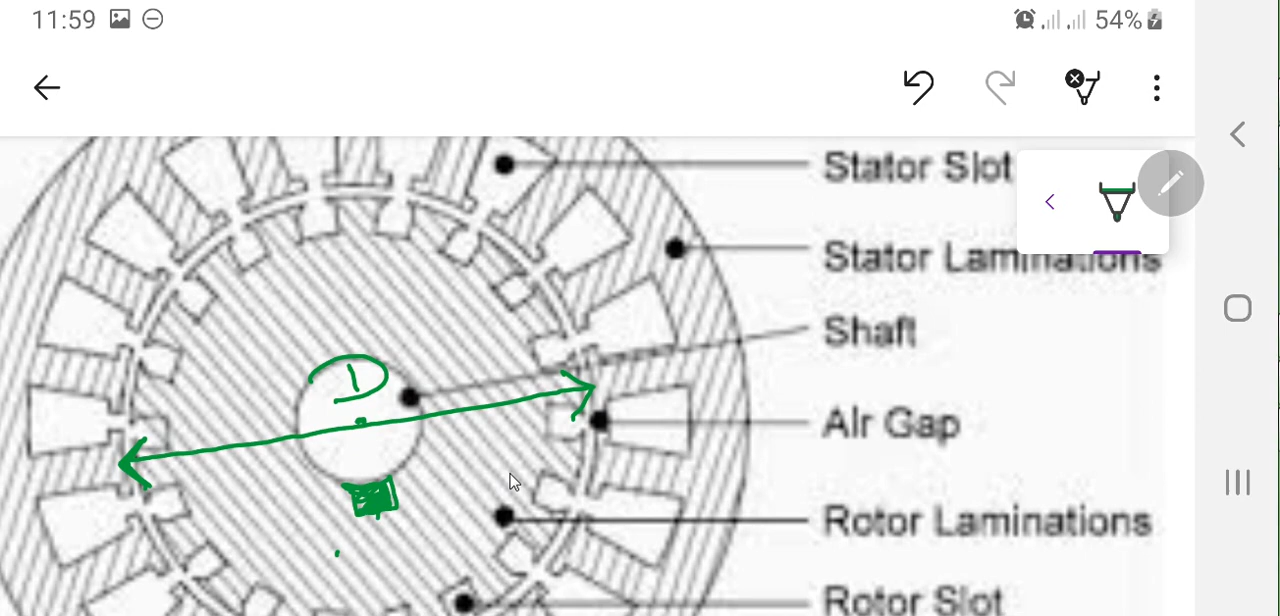 11:59
54%
Stator Slot
Stator Laminations
Shaft
D
Air Gap
Rotor Laminations
Rotor Slot